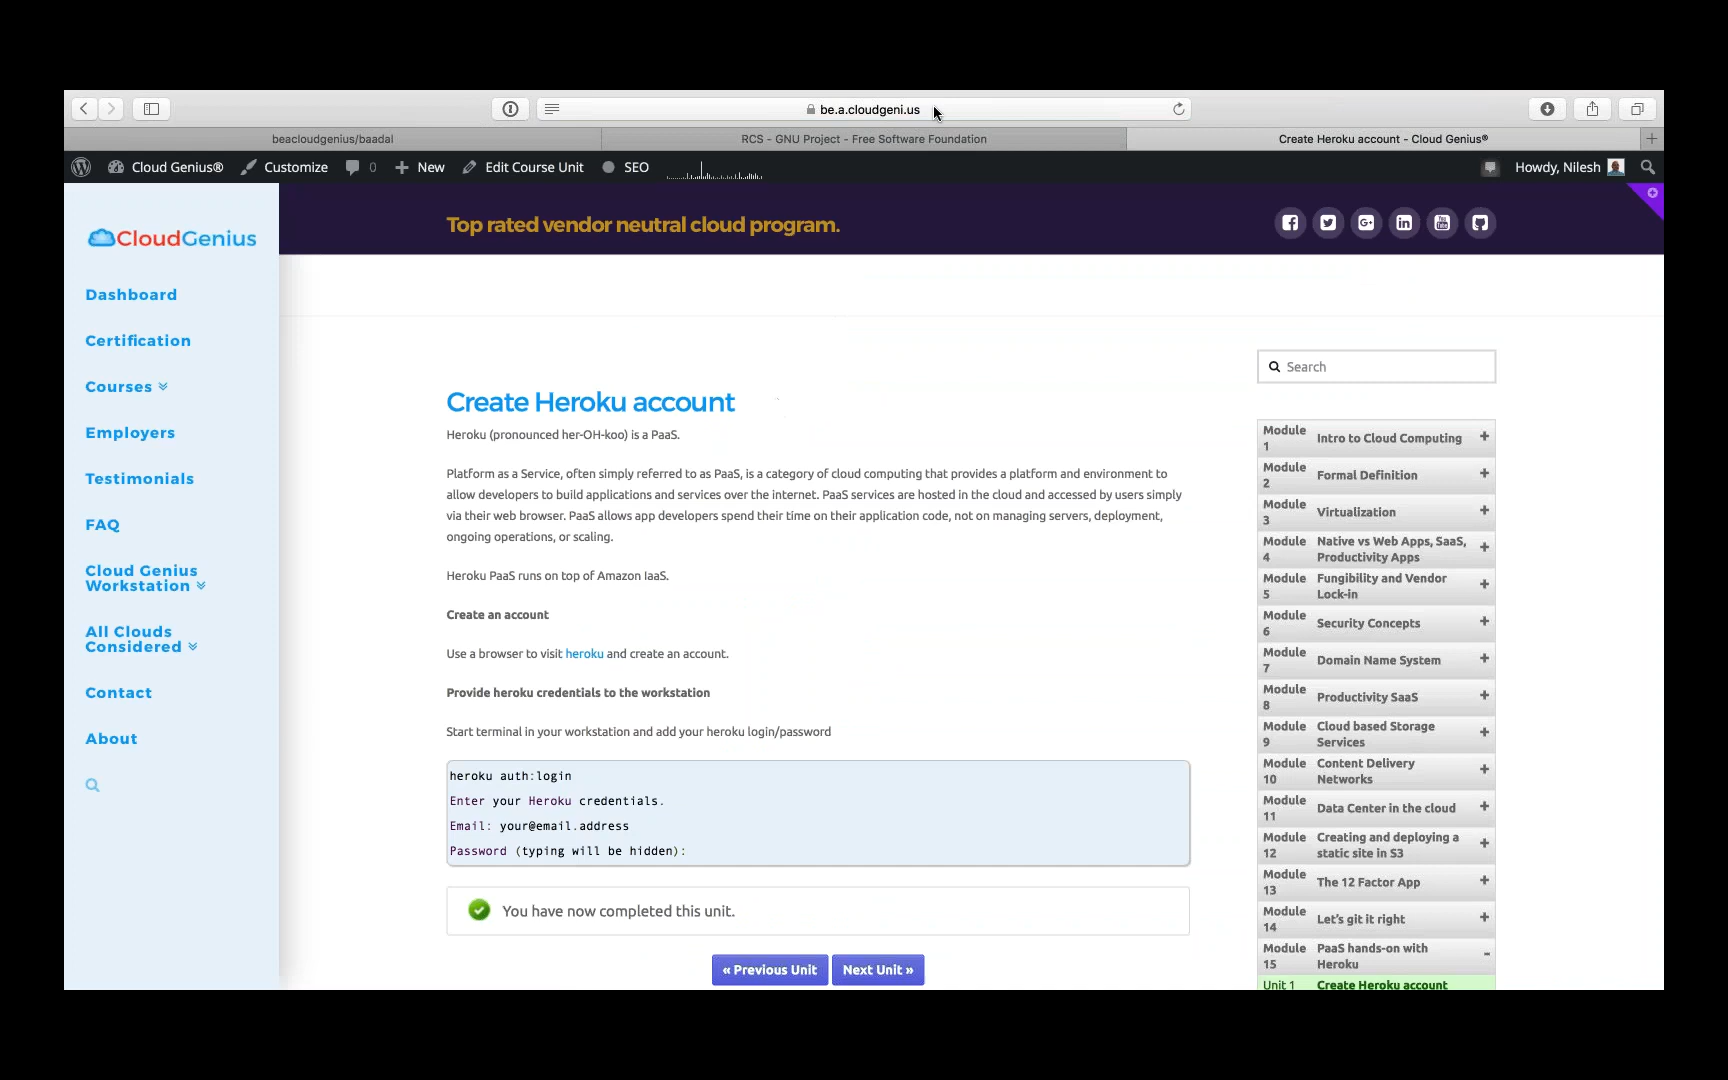 be.a.cloudgeni.us
beacloudgenius/baadal
RCS - GNU Project - Free Software Foundation
Create Heroku account - Cloud Genius®
Cloud Genius®
Customize
0
New
Edit Course Unit
SEO
Howdy, Nilesh
CloudGenius
Top rated vendor neutral cloud program.
Dashboard
Certification
Courses
Employers
Testimonials
FAQ
Cloud Genius
Workstation
All Clouds
Considered
Contact
About
Create Heroku account
Heroku (pronounced her-OH-koo) is a PaaS.
Platform as a Service, often simply referred to as PaaS, is a category of cloud computing that provides a platform and environment to
allow developers to build applications and services over the internet. PaaS services are hosted in the cloud and accessed by users simply
via their web browser. PaaS allows app developers spend their time on their application code, not on managing servers, deployment,
ongoing operations, or scaling.
Heroku PaaS runs on top of Amazon IaaS.
Create an account
Use a browser to visit heroku and create an account.
Provide heroku credentials to the workstation
Start terminal in your workstation and add your heroku login/password
heroku auth:login
Enter your Heroku credentials.
Email: your@email.address
Password (typing will be hidden):
You have now completed this unit.
« Previous Unit
Next Unit »
Search
Module 1 Intro to Cloud Computing +
Module 2 Formal Definition +
Module 3 Virtualization +
Module 4 Native vs Web Apps, SaaS, Productivity Apps +
Module 5 Fungibility and Vendor Lock-in +
Module 6 Security Concepts +
Module 7 Domain Name System +
Module 8 Productivity SaaS +
Module 9 Cloud based Storage Services +
Module 10 Content Delivery Networks +
Module 11 Data Center in the cloud +
Module 12 Creating and deploying a static site in S3 +
Module 13 The 12 Factor App +
Module 14 Let's git it right +
Module 15 PaaS hands-on with Heroku -
Unit 1 Create Heroku account